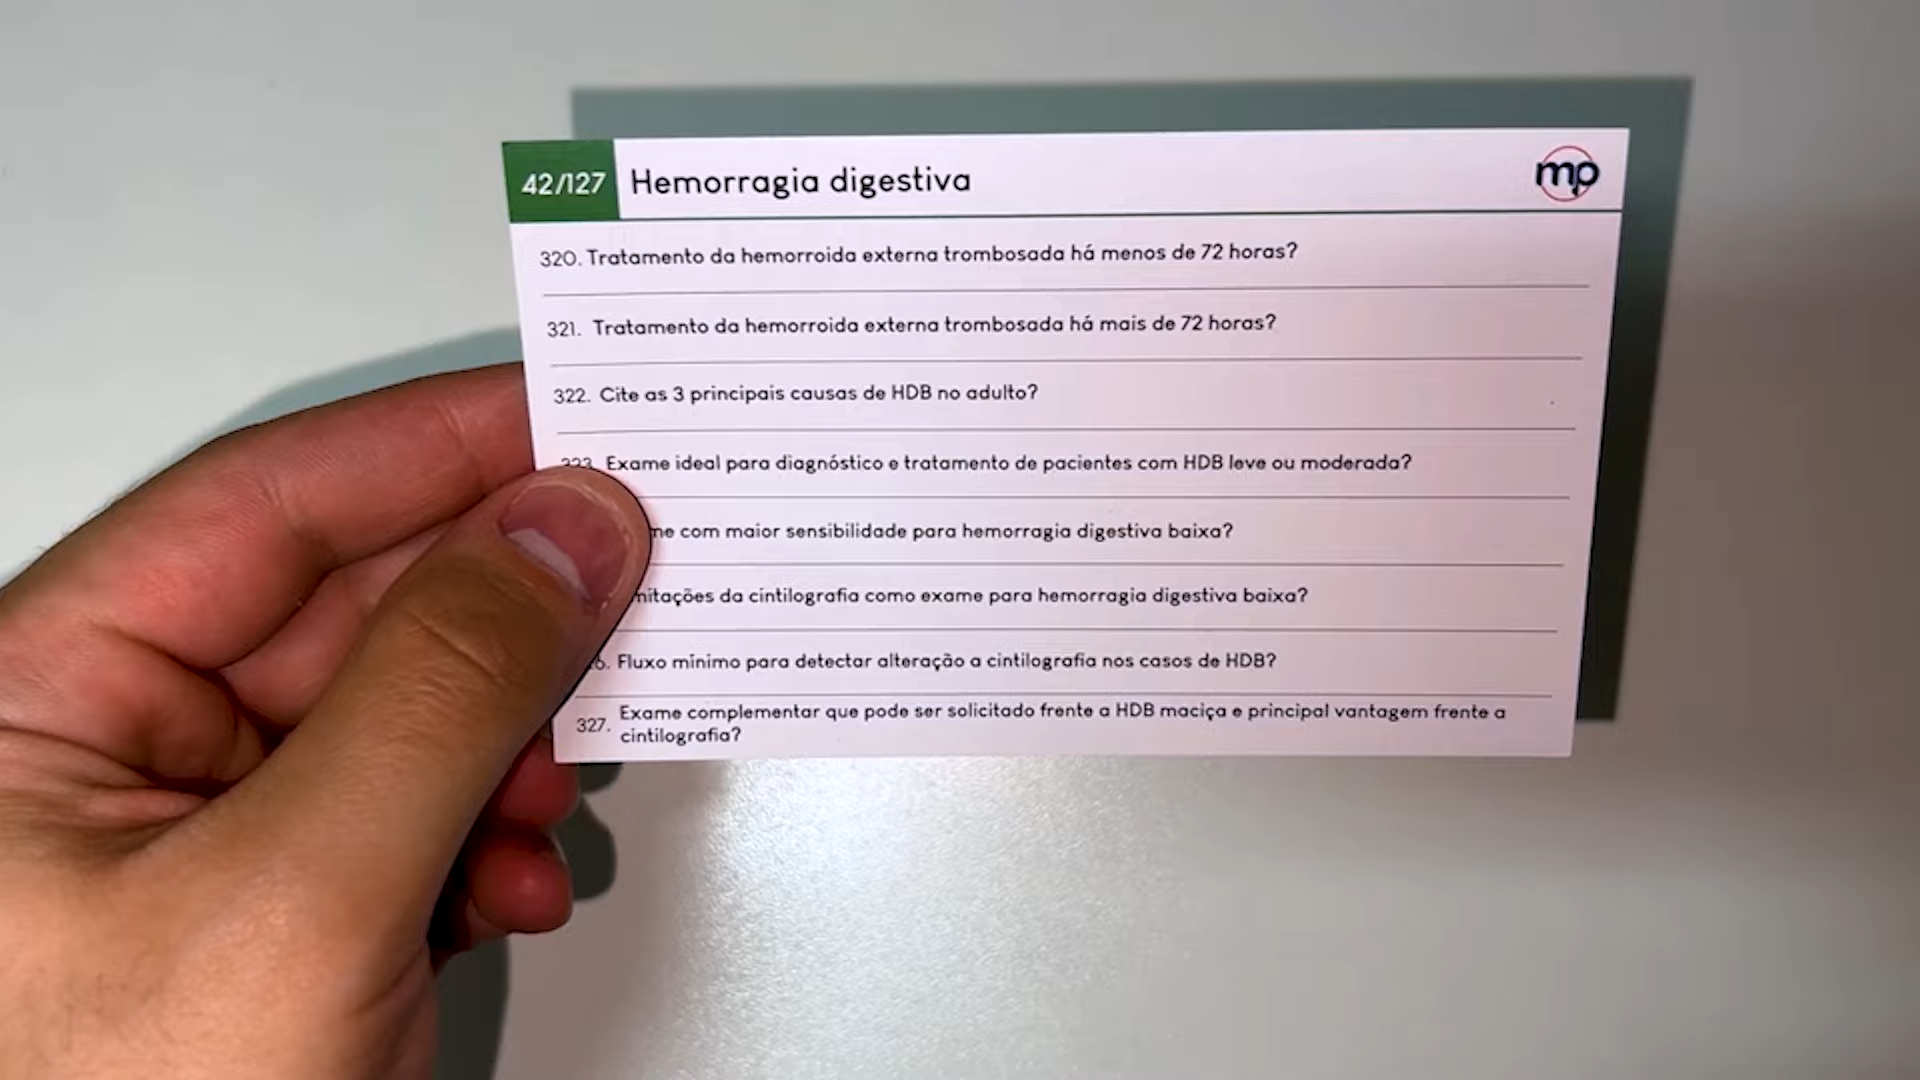 42/127 Hemorragia digestiva mp
320. Tratamento da hemorroida externa trombosada há menos de 72 horas?
321. Tratamento da hemorroida externa trombosada há mais de 72 horas?
322. Cite as 3 principais causas de HDB no adulto?
323. Exame ideal para diagnóstico e tratamento de pacientes com HDB leve ou moderada?
com maior sensibilidade para hemorragia digestiva baixa?
da cintilografia como exame para hemorragia digestiva baixa?
Fluxo mínimo para detectar alteração a cintilografia nos casos de HDB?
327. Exame complementar que pode ser solicitado frente a HDB maciça e principal vantagem frente a
cintilografia?